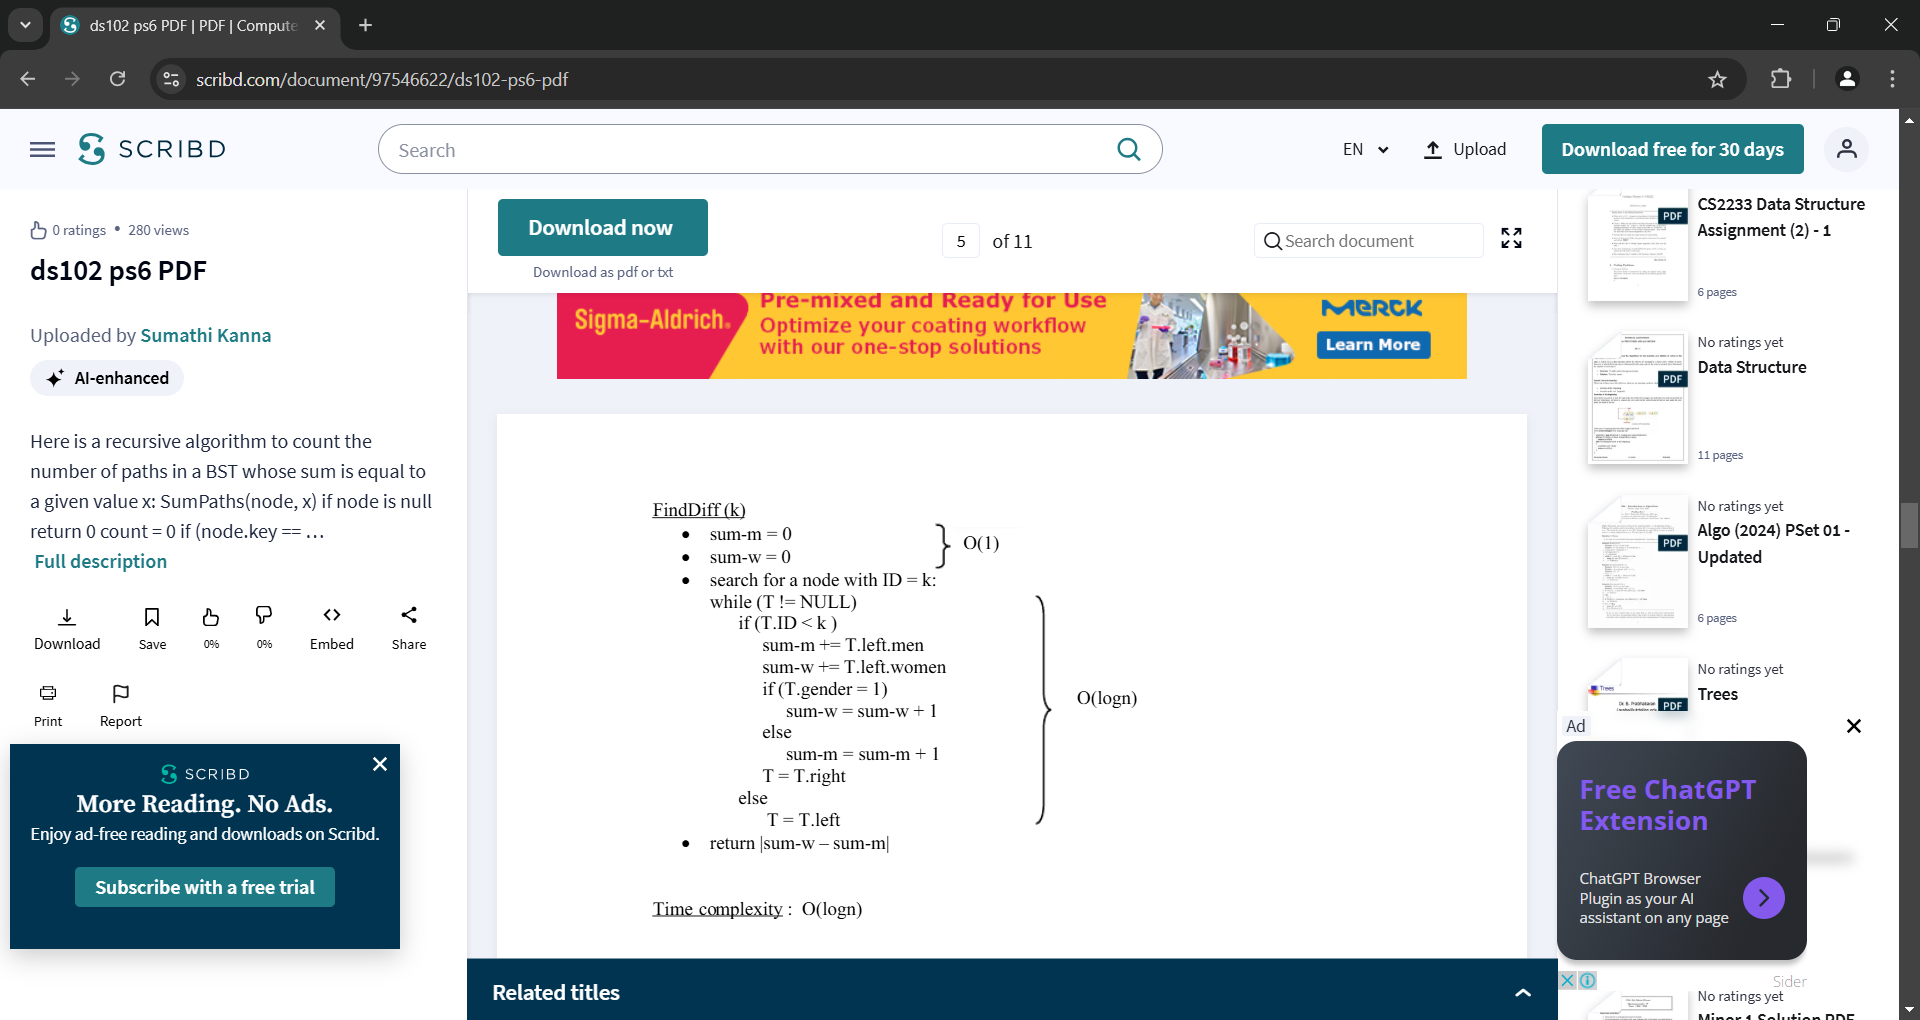 ds102 ps6 PDF | PDF | Compute
scribd.com/document/97546622/ds102-ps6-pdf
SCRIBD
Search
EN
Upload
Download free for 30 days
0 ratings • 280 views
ds102 ps6 PDF
Uploaded by Sumathi Kanna
AI-enhanced
Here is a recursive algorithm to count the
number of paths in a BST whose sum is equal to
a given value x: SumPaths(node, x) if node is null
return 0 count = 0 if (node.key == …
Full description
Download
Save
0%
0%
Embed
Share
Print
Report
SCRIBD
More Reading. No Ads.
Enjoy ad-free reading and downloads on Scribd.
Subscribe with a free trial
Download now
Download as pdf or txt
5 of 11
Search document
Sigma-Aldrich.
Pre-mixed and Ready for Use
Optimize your coating workflow
with our one-stop solutions
Merck
Learn More
FindDiff (k)
• sum-m = 0
• sum-w = 0
O(1)
• search for a node with ID = k:
while (T != NULL)
if (T.ID < k )
sum-m += T.left.men
sum-w += T.left.women
if (T.gender = 1)
sum-w = sum-w + 1
else
sum-m = sum-m + 1
T = T.right
else
T = T.left
O(logn)
• return |sum-w – sum-m|
Time complexity : O(logn)
Related titles
PDF
CS2233 Data Structure
Assignment (2) - 1
6 pages
PDF
No ratings yet
Data Structure
11 pages
PDF
No ratings yet
Algo (2024) PSet 01 -
Updated
6 pages
PDF
No ratings yet
Trees
Trees
Ad
Free ChatGPT
Extension
ChatGPT Browser
Plugin as your AI
assistant on any page
Sider
No ratings yet
Minor 1 Solution PDF